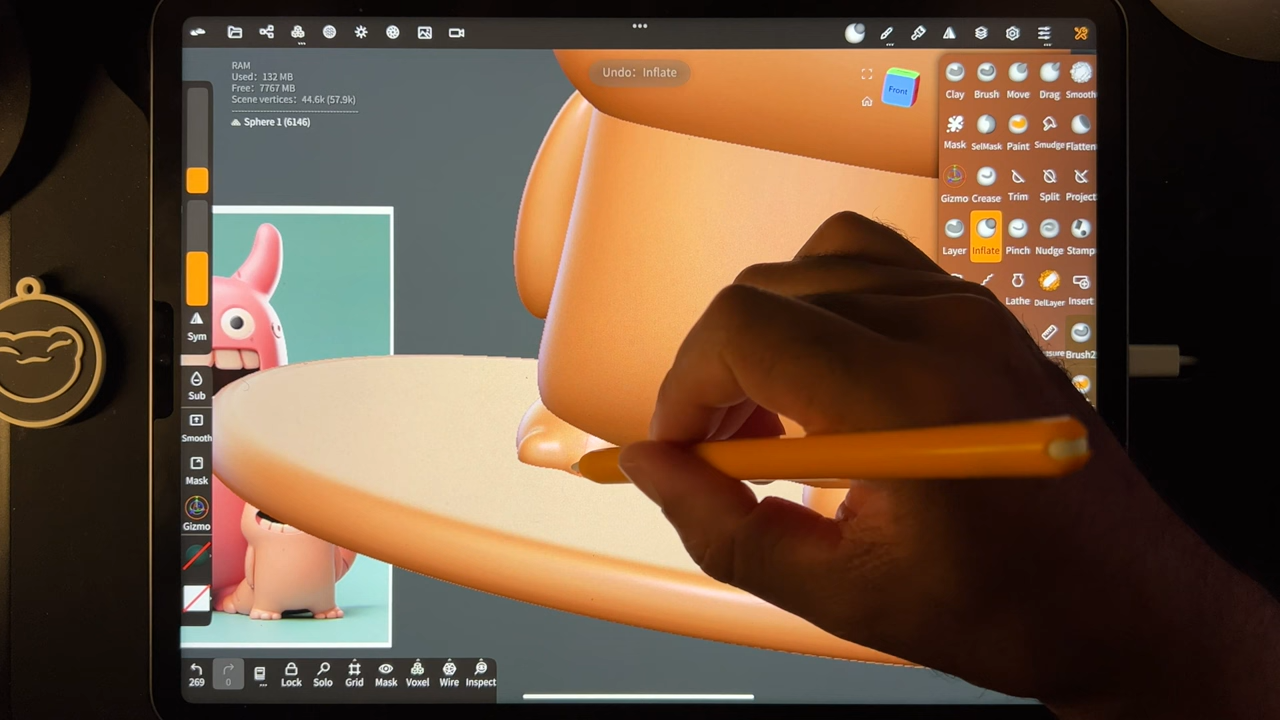 RAM
Used: 132 MB
Free: 7767 MB
Scene vertices: 44.6k (57.9k)
Sphere 1 (6146)
Undo: Inflate
Front
Clay Brush Move Drag Smooth
Mask SelMask Paint Smudge Flatten
Gizmo Crease Trim Split Project
Layer Inflate Pinch Nudge Stamp
Lathe DelLayer Insert
Brush2
Sym
Sub
Smooth
Mask
Gizmo
269 0 Lock Solo Grid Mask Voxel Wire Inspect